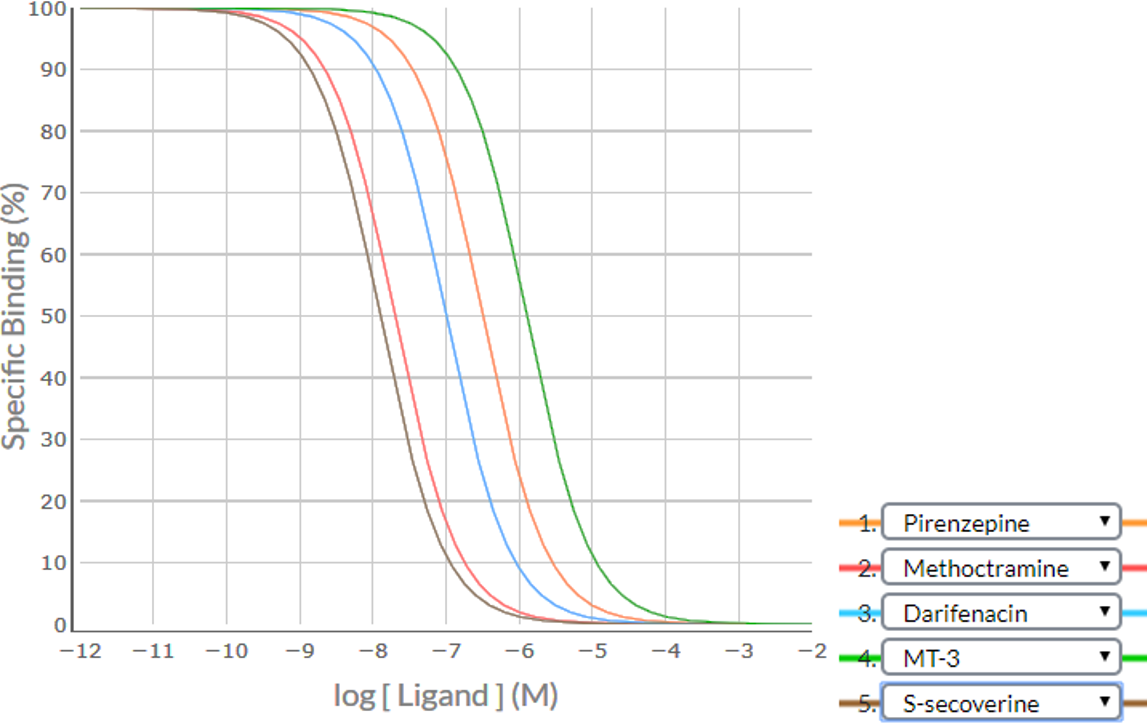 100
90
80
70
60
50
40
30
20
10
0
Specific Binding (%)
−12 −11 −10 −9 −8 −7 −6 −5 −4 −3 −2
log [ Ligand ] (M)
1. Pirenzepine
2. Methoctramine
3. Darifenacin
4. MT-3
5. S-secoverine